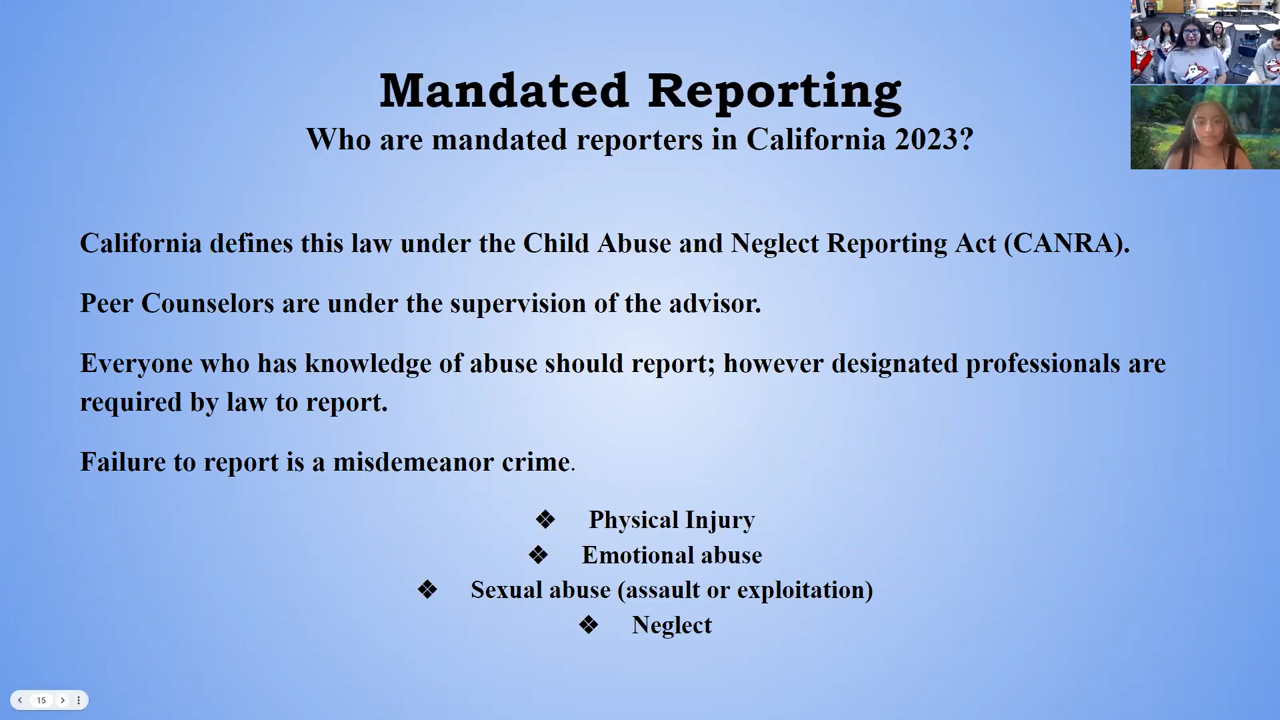 Mandated Reporting
Who are mandated reporters in California 2023?
California defines this law under the Child Abuse and Neglect Reporting Act (CANRA).
Peer Counselors are under the supervision of the advisor.
Everyone who has knowledge of abuse should report; however designated professionals are
required by law to report.
Failure to report is a misdemeanor crime.
❖ Physical Injury
❖ Emotional abuse
❖ Sexual abuse (assault or exploitation)
❖ Neglect
15